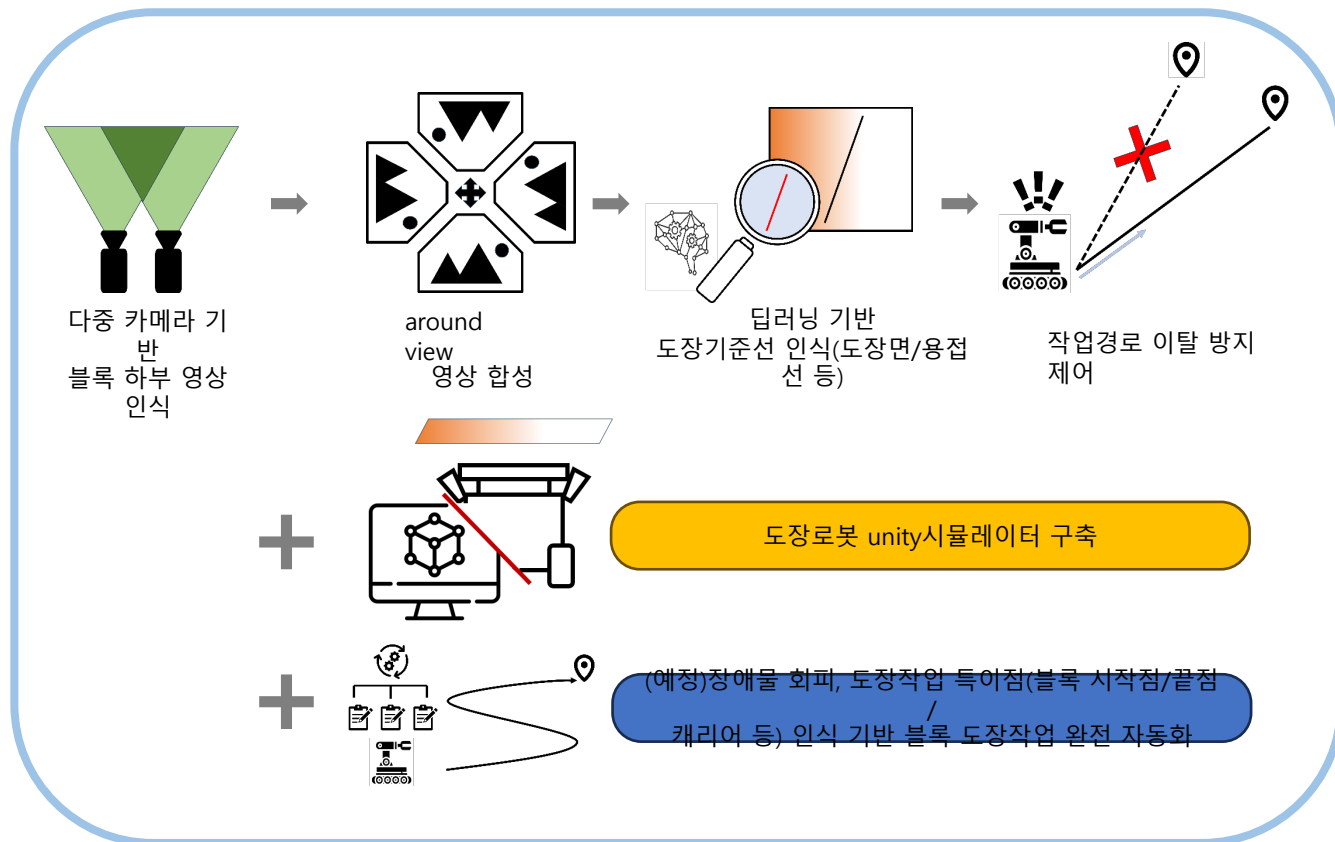 다중 카메라 기
반
블록 하부 영상
인식
around
view
영상 합성
딥러닝 기반
도장기준선 인식(도장면/용접
선 등)
작업경로 이탈 방지
제어
도장로봇 unity시뮬레이터 구축
(예정)장애물 회피, 도장작업 특이점(블록 시작점/끝점
/
캐리어 등) 인식 기반 블록 도장작업 완전 자동화